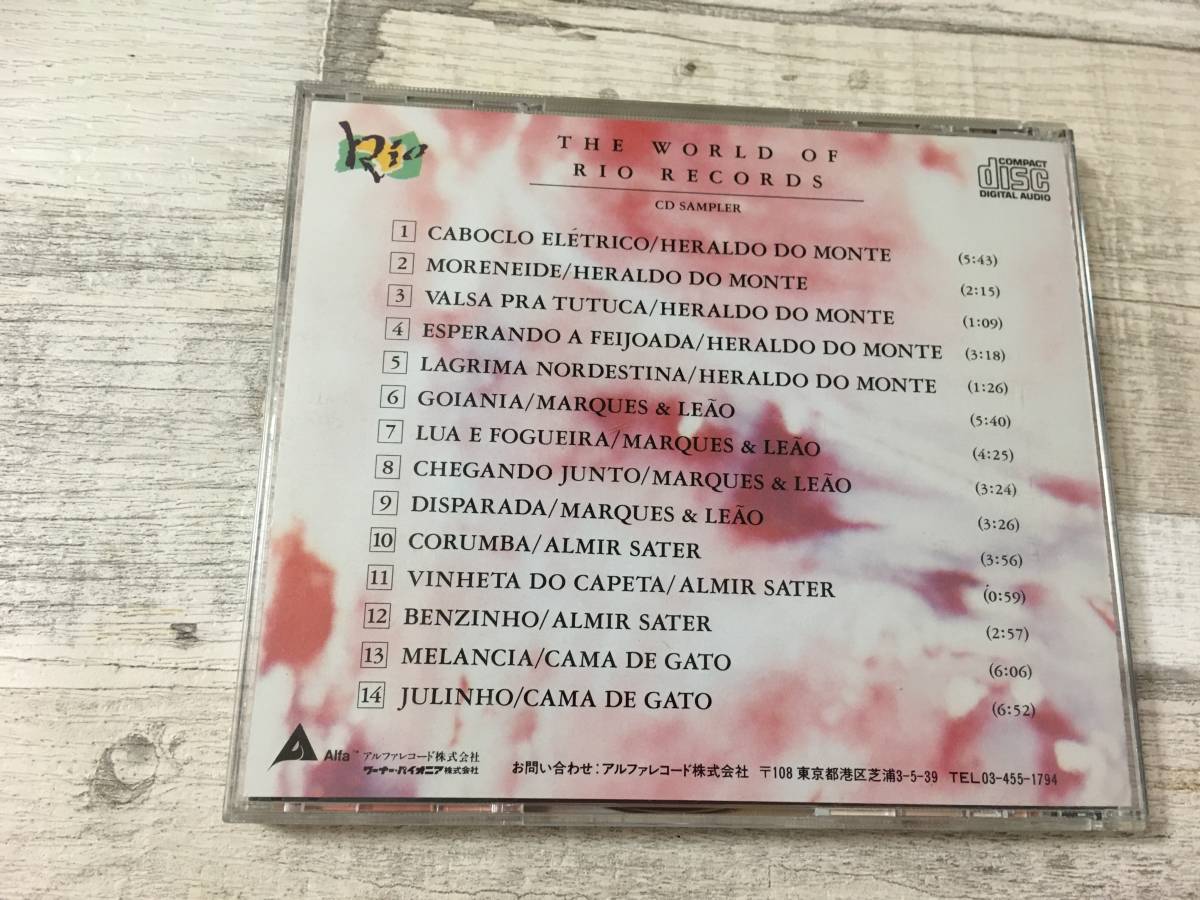 Rio
THE WORLD OF
RIO RECORDS
CD SAMPLER
COMPACT
disc
DIGITAL AUDIO
1 CABOCLO ELÉTRICO/HERALDO DO MONTE (5:43)
2 MORENEIDE/HERALDO DO MONTE (2:15)
3 VALSA PRA TUTUCA/HERALDO DO MONTE (1:09)
4 ESPERANDO A FEIJOADA/HERALDO DO MONTE (3:18)
5 LAGRIMA NORDESTINA/HERALDO DO MONTE (1:26)
6 GOIANIA/MARQUES & LEÃO (5:40)
7 LUA E FOGUEIRA/MARQUES & LEÃO (4:25)
8 CHEGANDO JUNTO/MARQUES & LEÃO (3:24)
9 DISPARADA/MARQUES & LEÃO (3:26)
10 CORUMBA/ALMIR SATER (3:56)
11 VINHETA DO CAPETA/ALMIR SATER (0:59)
12 BENZINHO/ALMIR SATER (2:57)
13 MELANCIA/CAMA DE GATO (6:06)
14 JULINHO/CAMA DE GATO (6:52)
Alfa™ アルファレコード株式会社
ワーナー・パイオニア株式会社
お問い合わせ:アルファレコード株式会社 〒108 東京都港区芝浦3-5-39 TEL03-455-1794